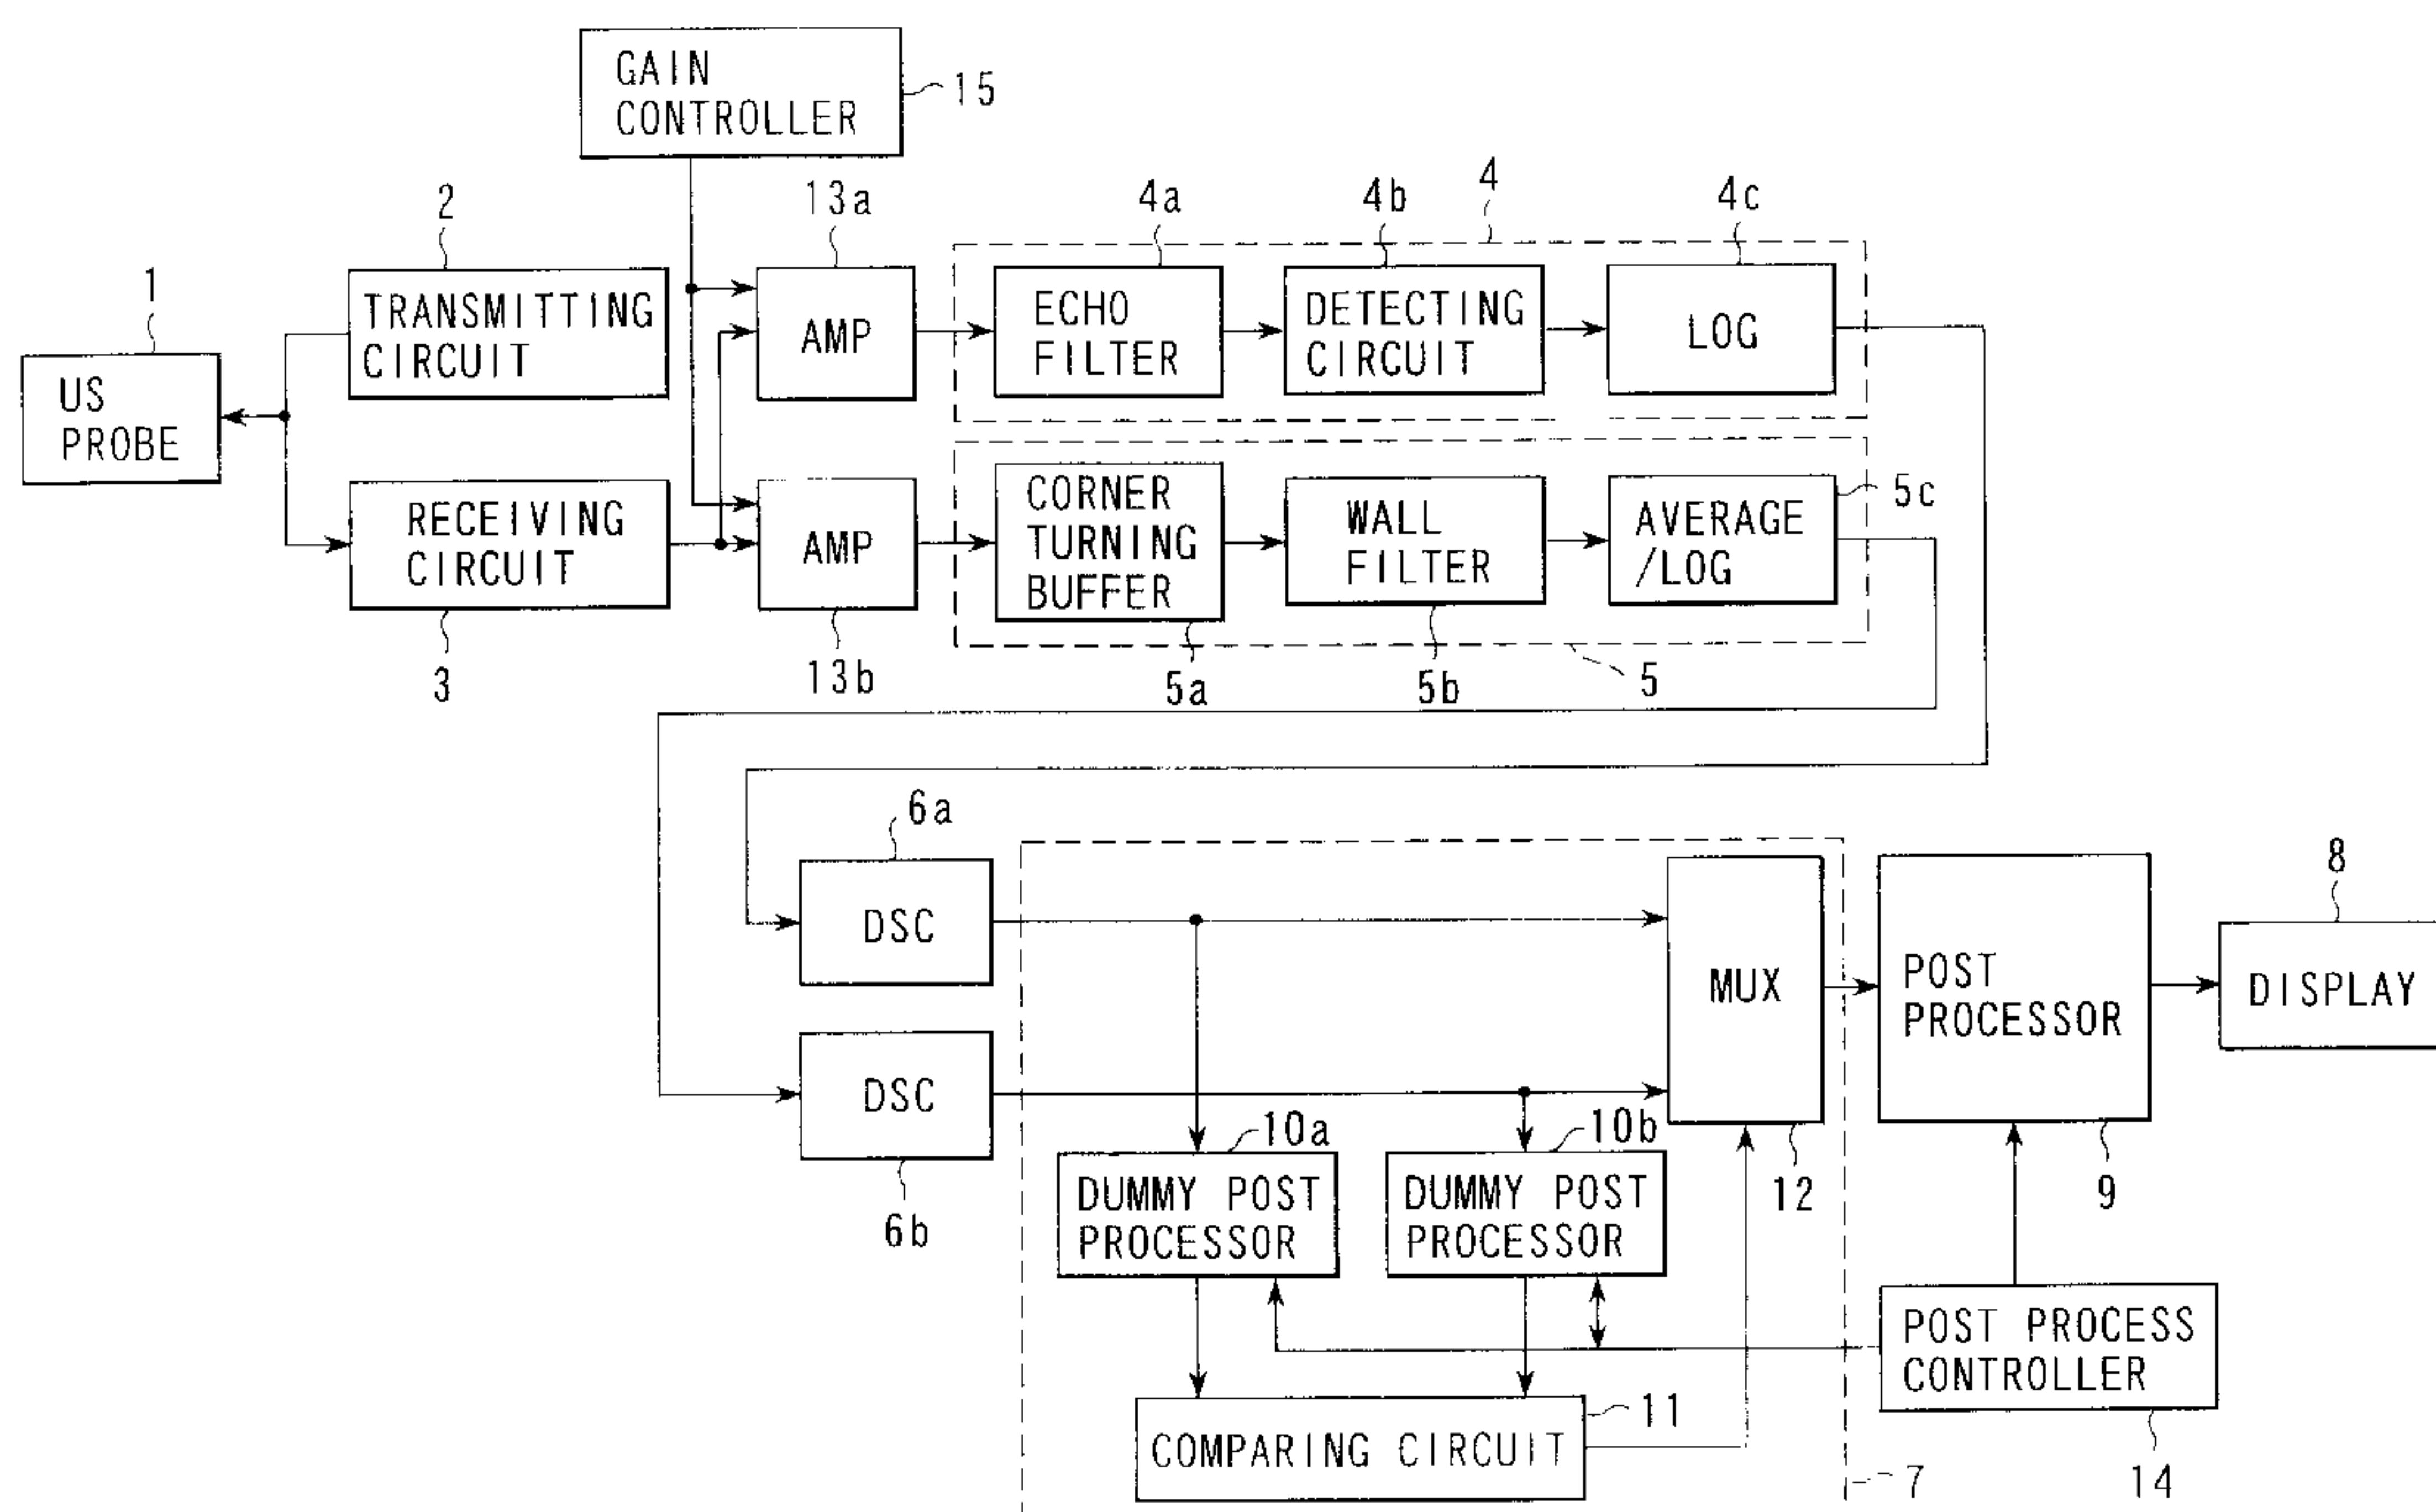 GAIN
CONTROLLER
15
2
13a
4a
4b
4
4c
1
TRANSMITTING
CIRCUIT
AMP
ECHO
FILTER
DETECTING
CIRCUIT
LOG
US
PROBE
RECEIVING
CIRCUIT
AMP
CORNER
TURNING
BUFFER
WALL
FILTER
AVERAGE
/LOG
5c
3
13b
5a
5b
5
6a
8
DSC
MUX
POST
PROCESSOR
DISPLAY
DSC
6b
10a
10b
12
9
DUMMY POST
PROCESSOR
DUMMY POST
PROCESSOR
POST PROCESS
CONTROLLER
11
COMPARING CIRCUIT
7
14